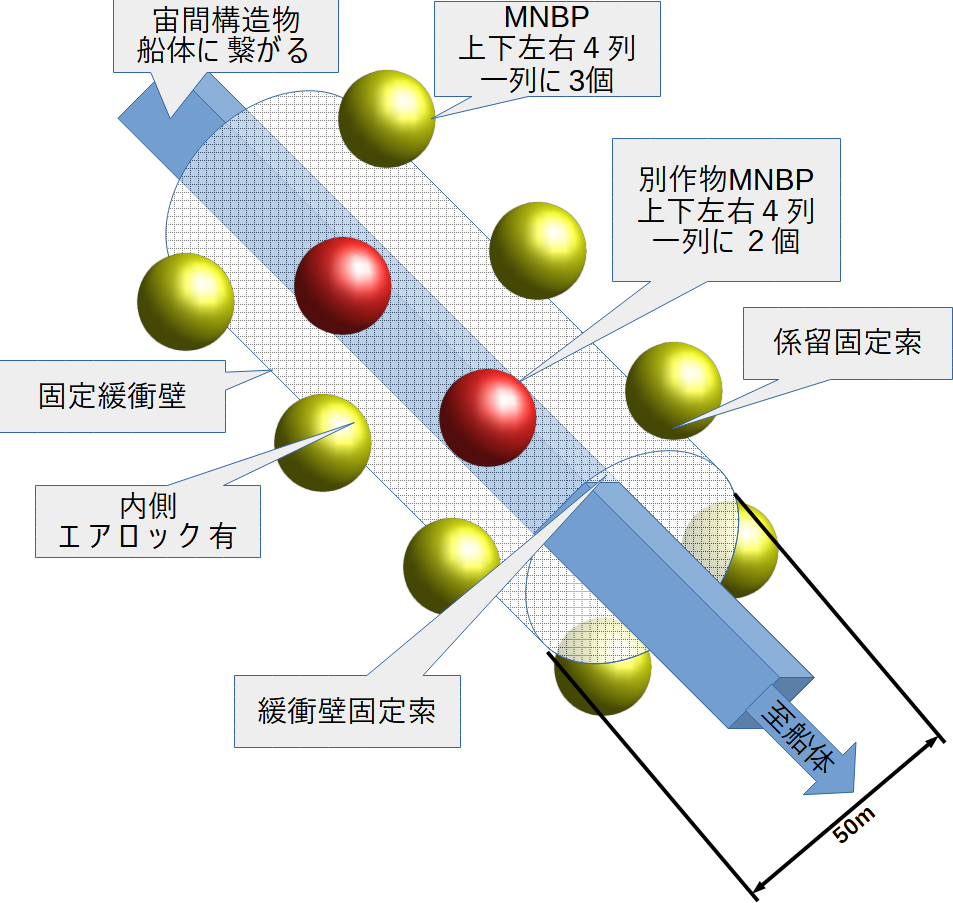 宙間構造物
船体に繋がる
MNBP
上下左右４列
一列に3個
別作物MNBP
上下左右４列
一列に２個
係留固定索
固定緩衝壁
内側
エアロック有
緩衝壁固定索
至船体
50m